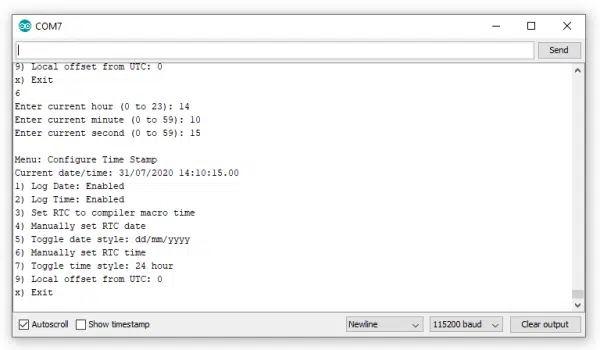 COM7
Send
9) Local offset from UTC: 0
x) Exit
6
Enter current hour (0 to 23): 14
Enter current minute (0 to 59): 10
Enter current second (0 to 59): 15
Menu: Configure Time Stamp
Current date/time: 31/07/2020 14:10:15.00
1) Log Date: Enabled
2) Log Time: Enabled
3) Set RTC to compiler macro time
4) Manually set RTC date
5) Toggle date style: dd/mm/yyyy
6) Manually set RTC time
7) Toggle time style: 24 hour
9) Local offset from UTC: 0
x) Exit
Autoscroll Show timestamp Newline 115200 baud Clear output